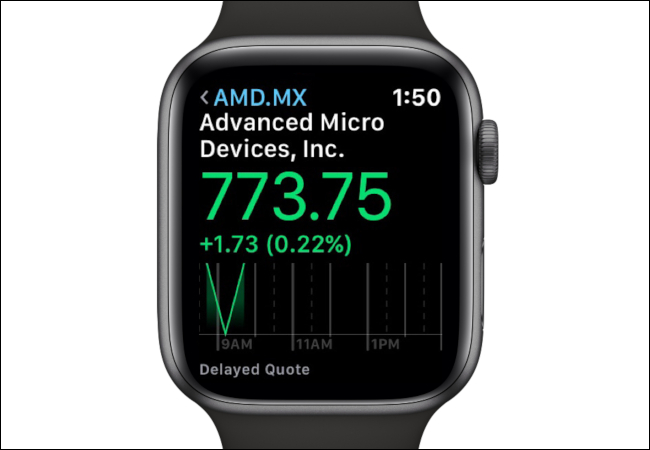 AMD.MX 1:50
Advanced Micro
Devices, Inc.
773.75
+1.73 (0.22%)
9AM 11AM 1PM
Delayed Quote